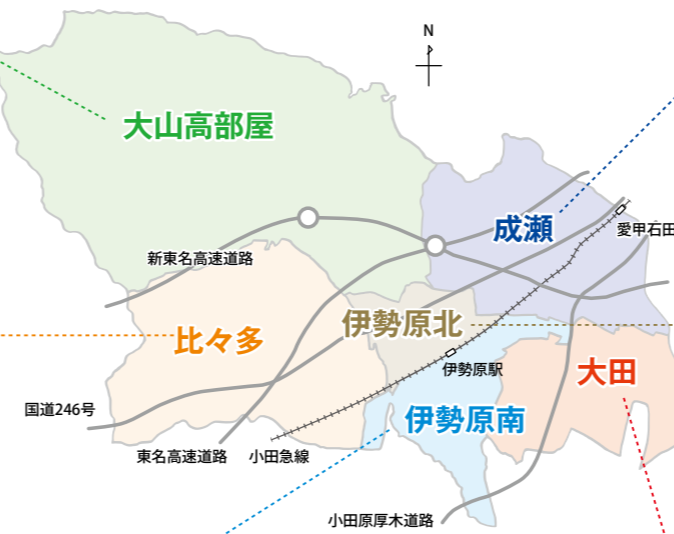 N
大山高部屋
成瀬
愛甲石田
新東名高速道路
伊勢原北
比々多
伊勢原駅
大田
国道246号
伊勢原南
東名高速道路
小田急線
小田原厚木道路